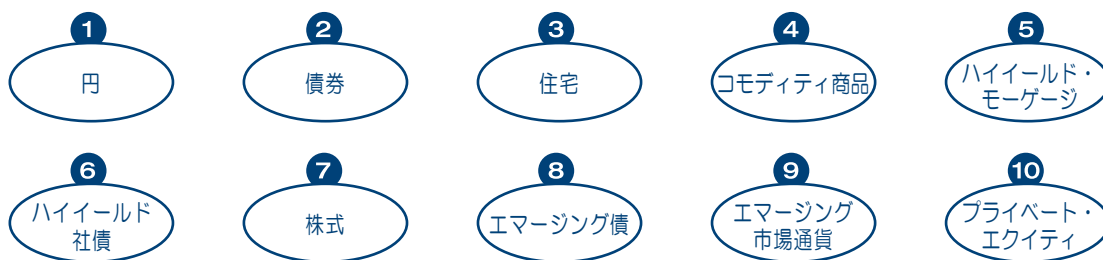 1
円
2
債券
3
住宅
4
コモディティ商品
5
ハイイールド・
モーゲージ
6
ハイイールド
社債
7
株式
8
エマージング債
9
エマージング
市場通貨
10
プライベート・
エクイティ